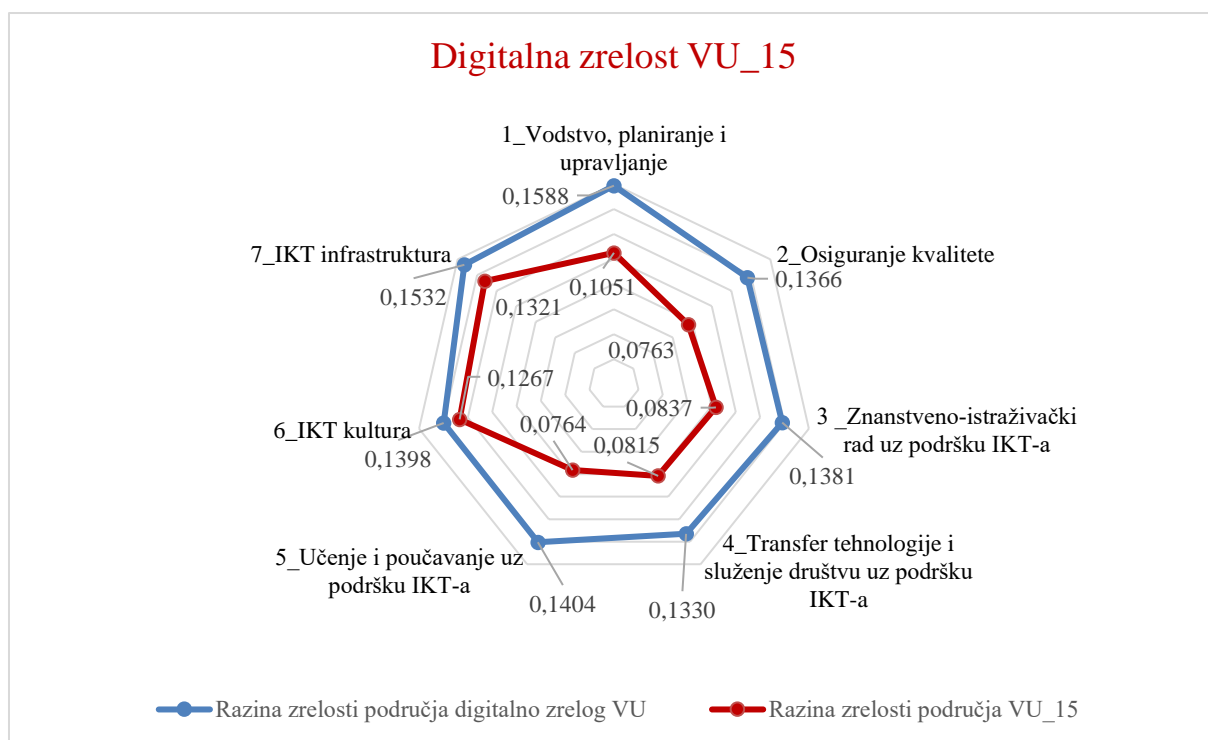 Digitalna zrelost VU_15
1_Vodstvo, planiranje i
upravljanje
0,1588
7_IKT infrastruktura
2_Osiguranje kvalitete
0,1366
0,1532
0,1321
0,1051
0,0763
0,1267
0,0837
0,0764
0,0815
6_IKT kultura
0,1398
3 _Znanstveno-istraživački
rad uz podršku IKT-a
0,1381
5_Učenje i poučavanje uz
podršku IKT-a
0,1404
4_Transfer tehnologije i
služenje društvu uz podršku
IKT-a
0,1330
Razina zrelosti područja digitalno zrelog VU
Razina zrelosti područja VU_15